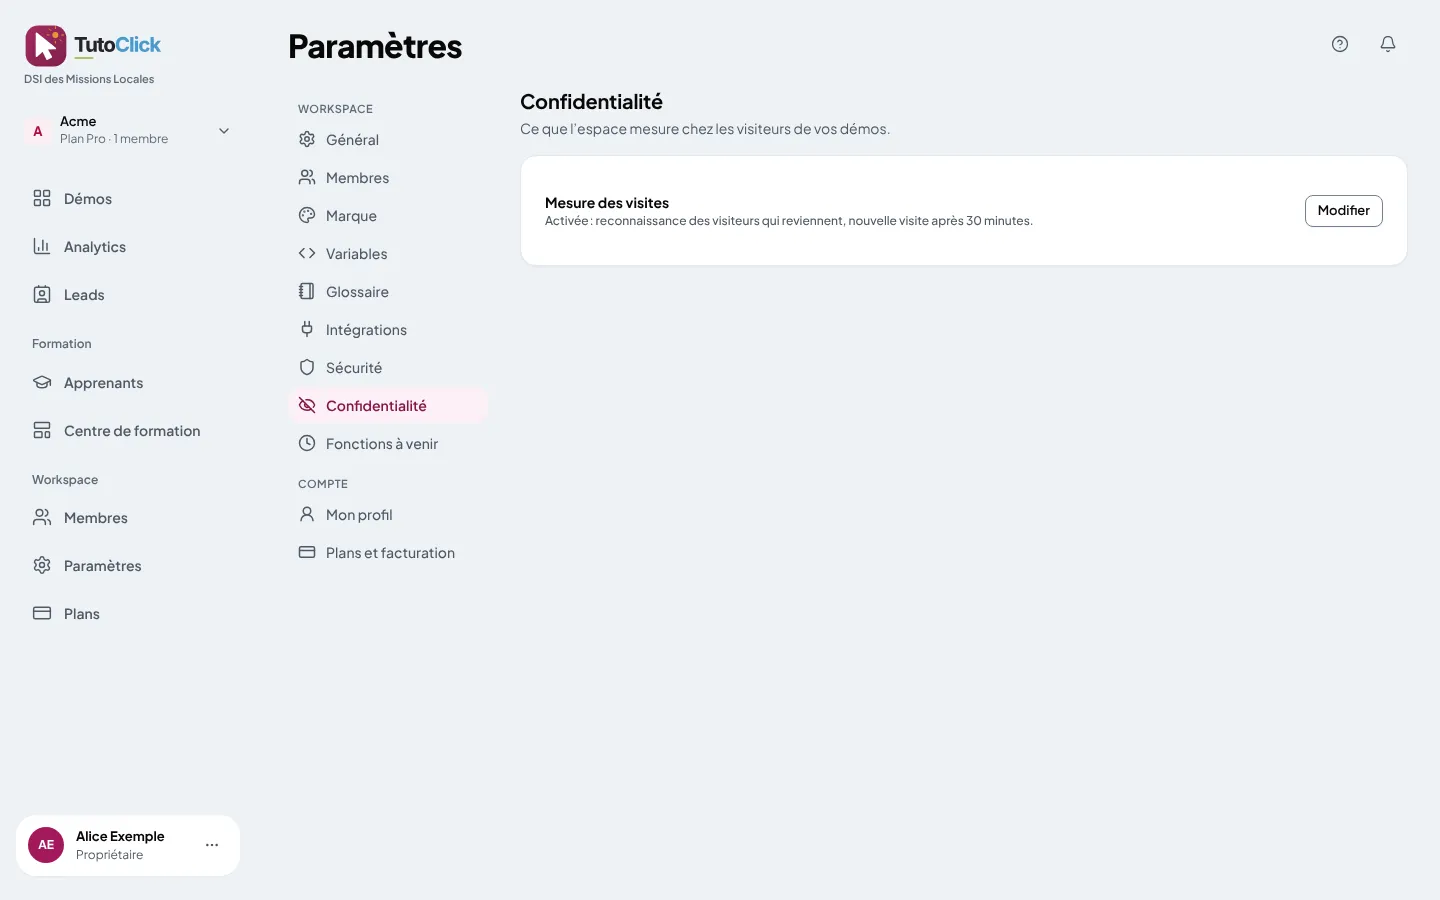 TutoClick
DSI des Missions Locales
A
Acme
Plan Pro · 1 membre
Démos
Analytics
Leads
Formation
Apprenants
Centre de formation
Workspace
Membres
Paramètres
Plans
AE
Alice Exemple
Propriétaire
Paramètres
WORKSPACE
Général
Membres
Marque
Variables
Glossaire
Intégrations
Sécurité
Confidentialité
Fonctions à venir
COMPTE
Mon profil
Plans et facturation
Confidentialité
Ce que l'espace mesure chez les visiteurs de vos démos.
Mesure des visites
Activée : reconnaissance des visiteurs qui reviennent, nouvelle visite après 30 minutes.
Modifier